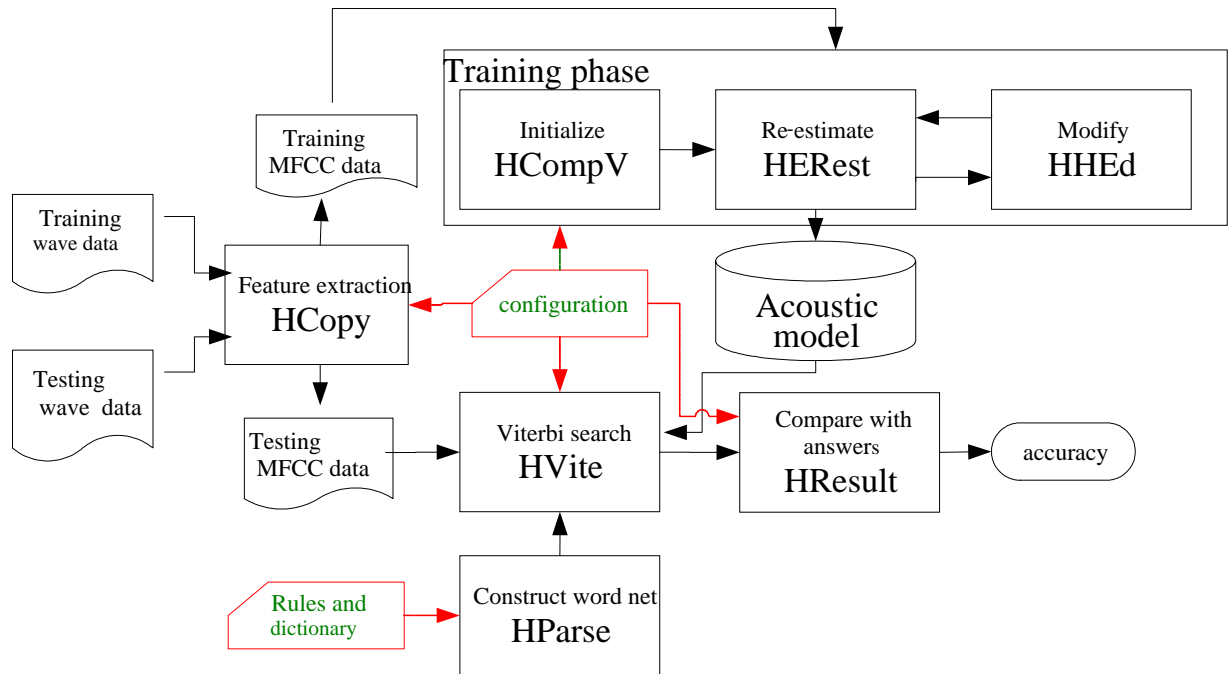 Training phase
Initialize
HCompV
Re-estimate
HERest
Modify
HHEd
Training
MFCC data
Training
wave data
Feature extraction
HCopy
configuration
Acoustic
model
Testing
wave data
Testing
MFCC data
Viterbi search
HVite
Compare with
answers
HResult
accuracy
Rules and
dictionary
Construct word net
HParse